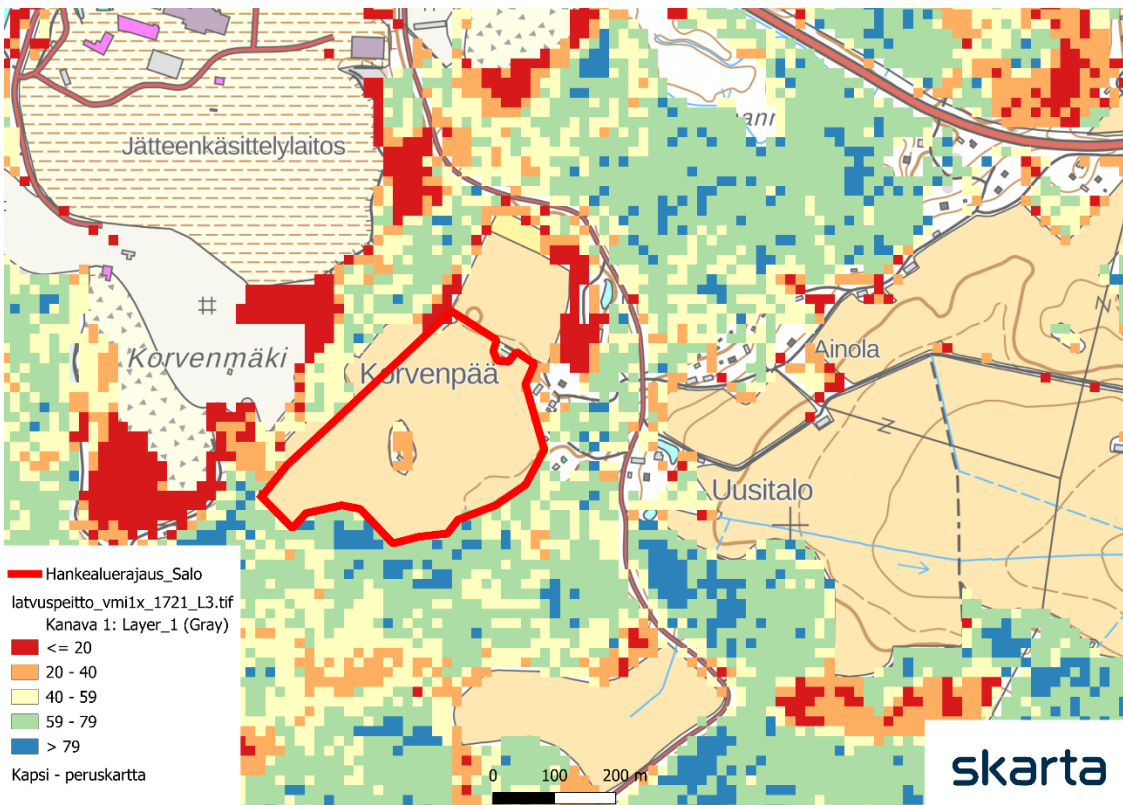 Jätteenkäsittelylaitos
Korvenmäki
Korvenpää
Ainola
Uusitalo
N
N
Hankealuerajaus_Salo
latvuspeitto_vmi1x_1721_L3.tif
Kanava 1: Layer_1 (Gray)
<= 20
20 - 40
40 - 59
59 - 79
> 79
Kapsi - peruskartta
0 100 200 m
skarta